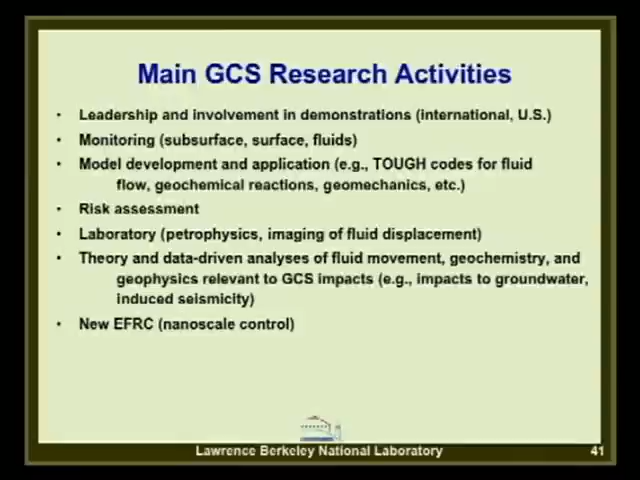 Main GCS Research Activities
• Leadership and involvement in demonstrations (international, U.S.)
• Monitoring (subsurface, surface, fluids)
• Model development and application (e.g., TOUGH codes for fluid
flow, geochemical reactions, geomechanics, etc.)
• Risk assessment
• Laboratory (petrophysics, imaging of fluid displacement)
• Theory and data-driven analyses of fluid movement, geochemistry, and
geophysics relevant to GCS impacts (e.g., impacts to groundwater,
induced seismicity)
• New EFRC (nanoscale control)
Lawrence Berkeley National Laboratory 41